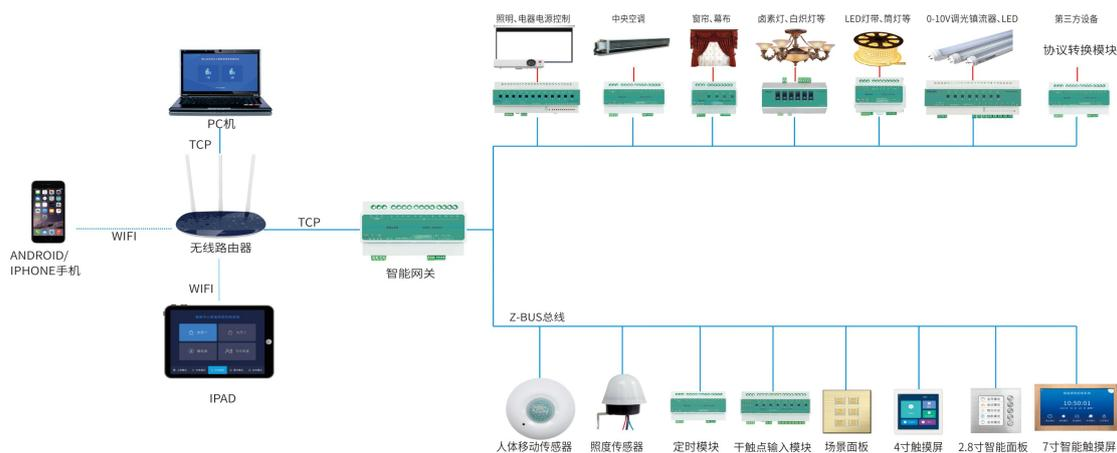 照明、电器电源控制
中央空调
窗帘、幕布
卤素灯、白炽灯等
LED灯带、筒灯等
0-10V调光镇流器、LED
第三方设备
协议转换模块
PC机
TCP
无线路由器
TCP
智能网关
WIFI
ANDROID/
IPHONE手机
WIFI
IPAD
Z-BUS总线
10:50:01
人体移动传感器
照度传感器
定时模块
干触点输入模块
场景面板
4寸触摸屏
2.8寸智能面板
7寸智能触摸屏